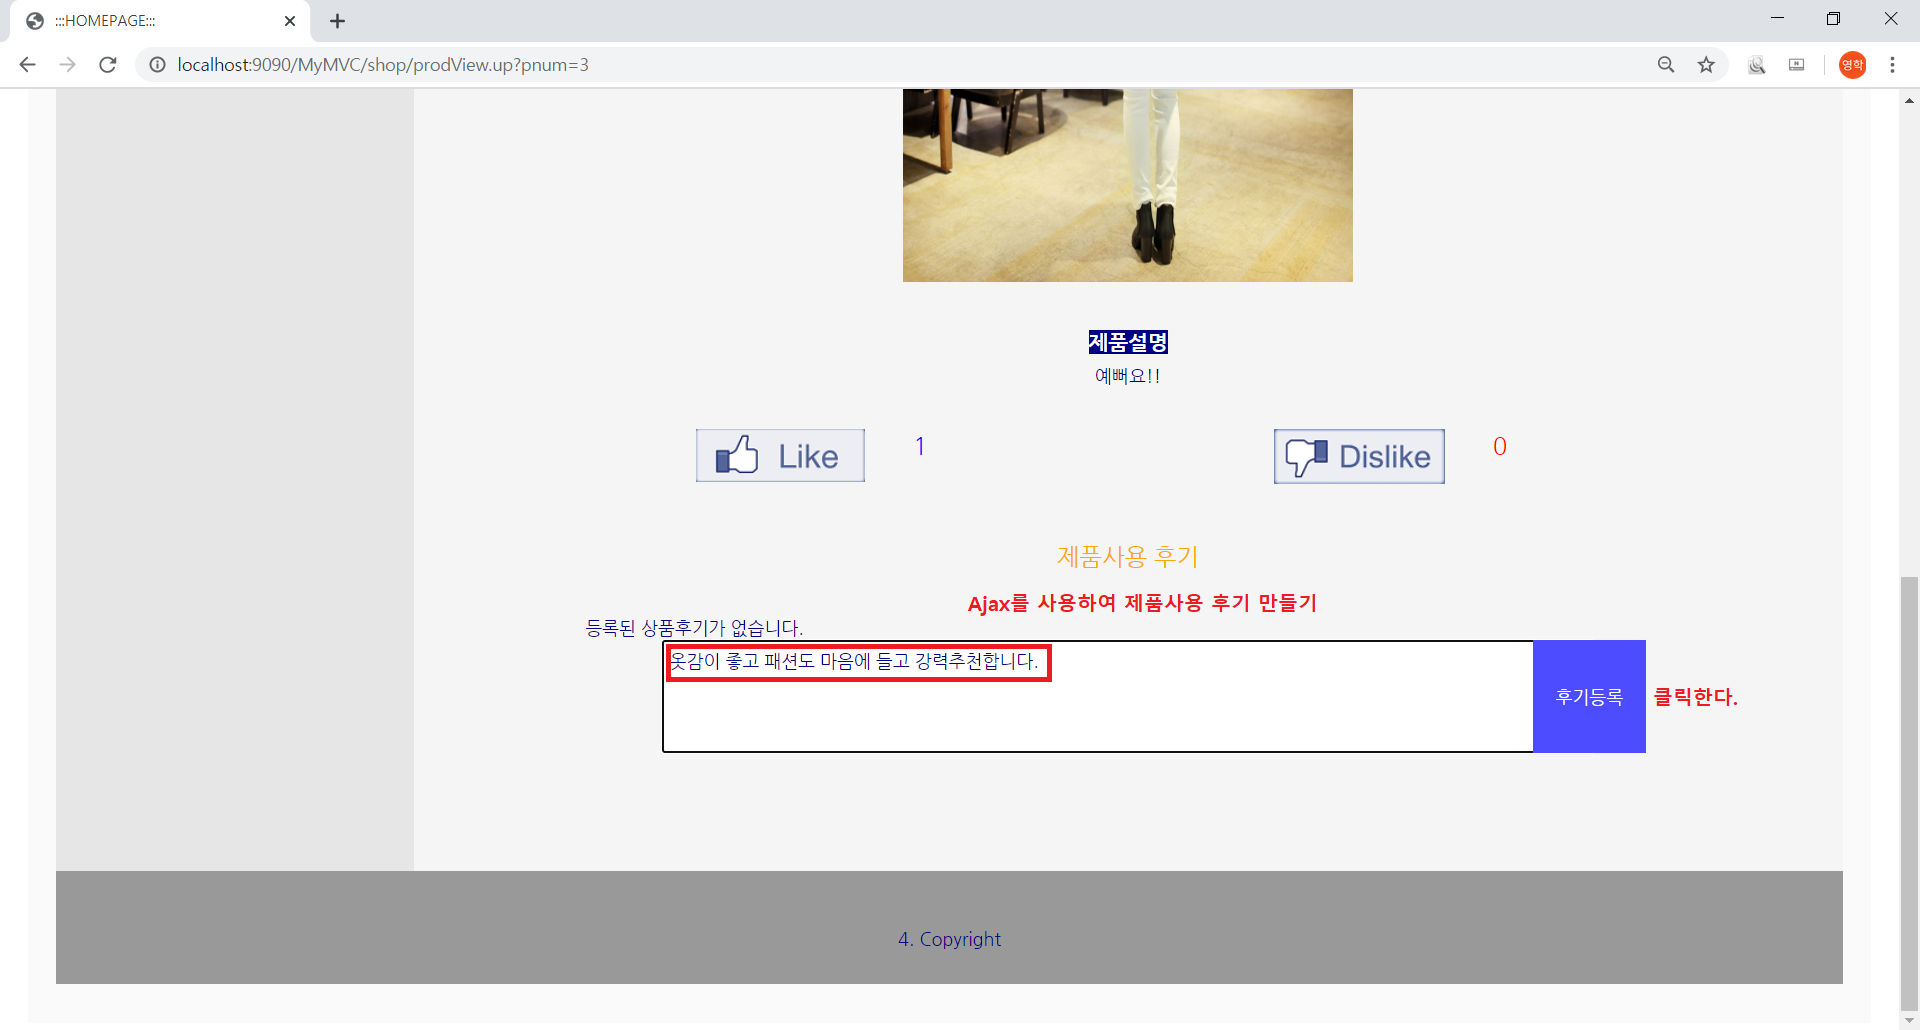 :::HOMEPAGE:::
localhost:9090/MyMVC/shop/prodView.up?pnum=3
영학
제품설명
예뻐요!!
Like 1 Dislike 0
제품사용 후기
Ajax를 사용하여 제품사용 후기 만들기
등록된 상품후기가 없습니다.
옷감이 좋고 패션도 마음에 들고 강력추천합니다.
후기등록 클릭한다.
4. Copyright